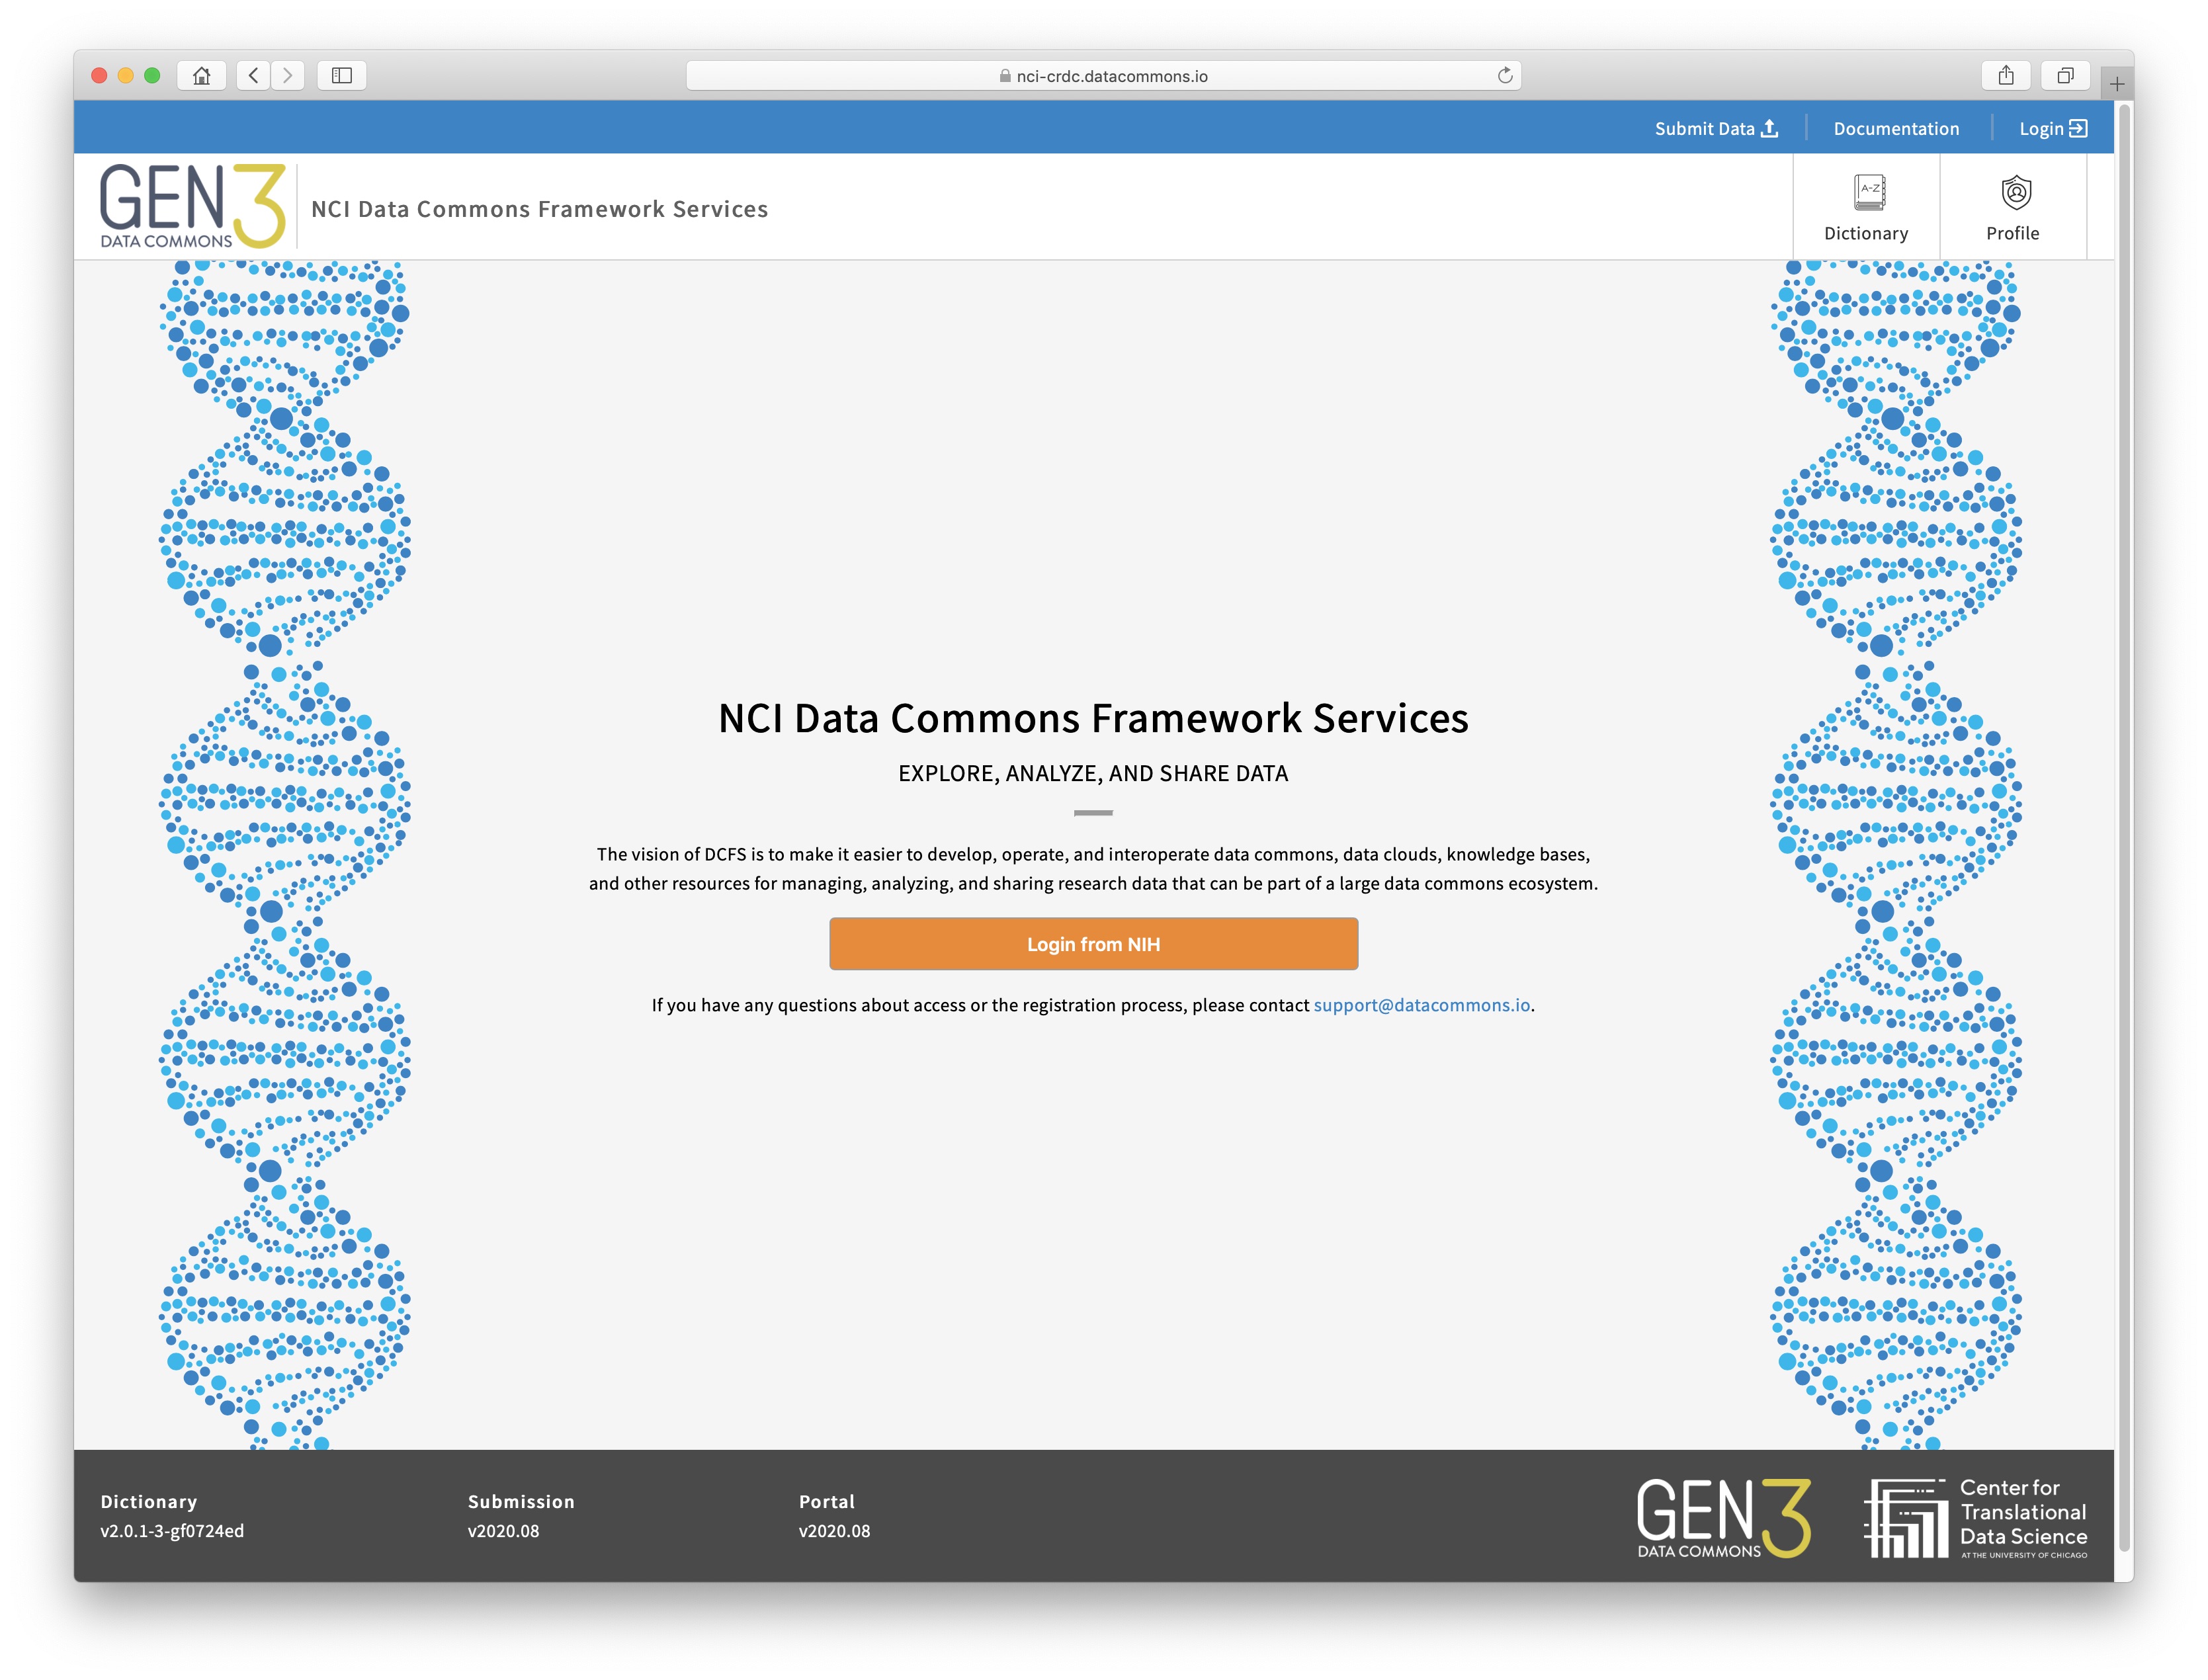 nci-crdc.datacommons.io
Submit Data
Documentation
Login
GEN3
DATA COMMONS
NCI Data Commons Framework Services
A-Z
Dictionary
Profile
NCI Data Commons Framework Services
EXPLORE, ANALYZE, AND SHARE DATA
The vision of DCFS is to make it easier to develop, operate, and interoperate data commons, data clouds, knowledge bases,
and other resources for managing, analyzing, and sharing research data that can be part of a large data commons ecosystem.
Login from NIH
If you have any questions about access or the registration process, please contact support@datacommons.io.
Dictionary
v2.0.1-3-gf0724ed
Submission
v2020.08
Portal
v2020.08
GEN3
DATA COMMONS
Center for
Translational
Data Science
AT THE UNIVERSITY OF CHICAGO